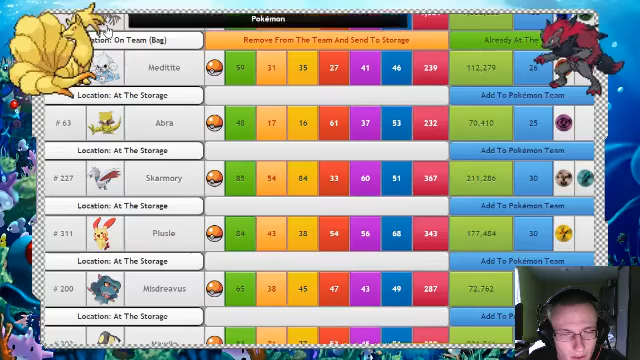 Pokémon
Location: On Team (Bag) Remove From The Team And Send To Storage Already At The
Meditite 59 31 35 27 41 46 239 112,279 26
Location: At The Storage Add To Pokémon Team
# 63 Abra 48 17 16 61 37 53 232 70,410 25
Location: At The Storage Add To Pokémon Team
# 227 Skarmory 85 54 84 33 60 51 367 211,286 30
Location: At The Storage Add To Pokémon Team
# 311 Plusle 84 43 38 54 56 68 343 177,484 30
Location: At The Storage Add To Pokémon Team
# 200 Misdreavus 65 38 45 47 43 49 287 72,762
Location: At The Storage Add To
Mawile